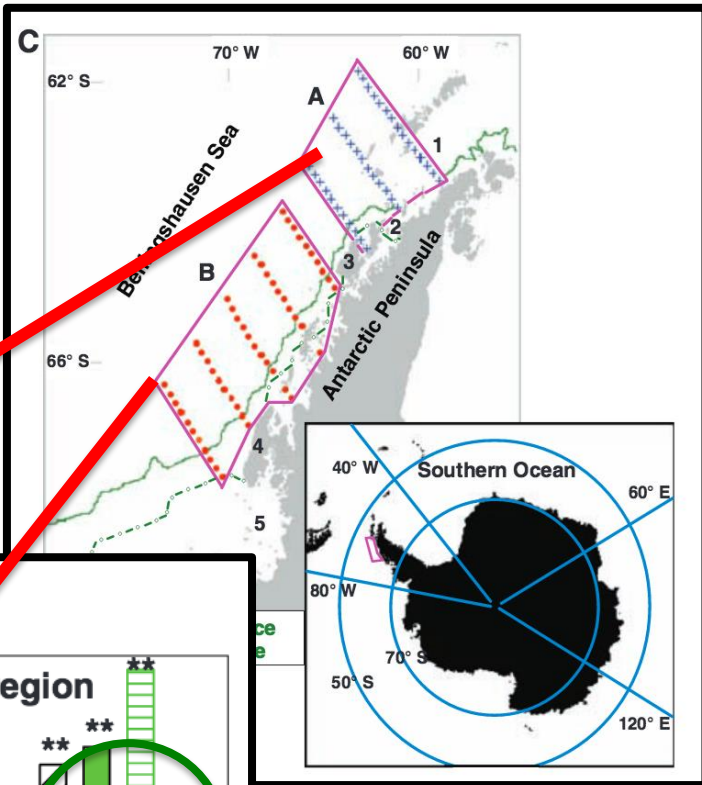 C
70° W
60° W
62° S
A
1
Bellingshausen Sea
2
B
3
Antarctic Peninsula
66° S
4
5
40° W
Southern Ocean
60° E
80° W
70° S
50° S
120° E
ce
e
egion
**
**
**